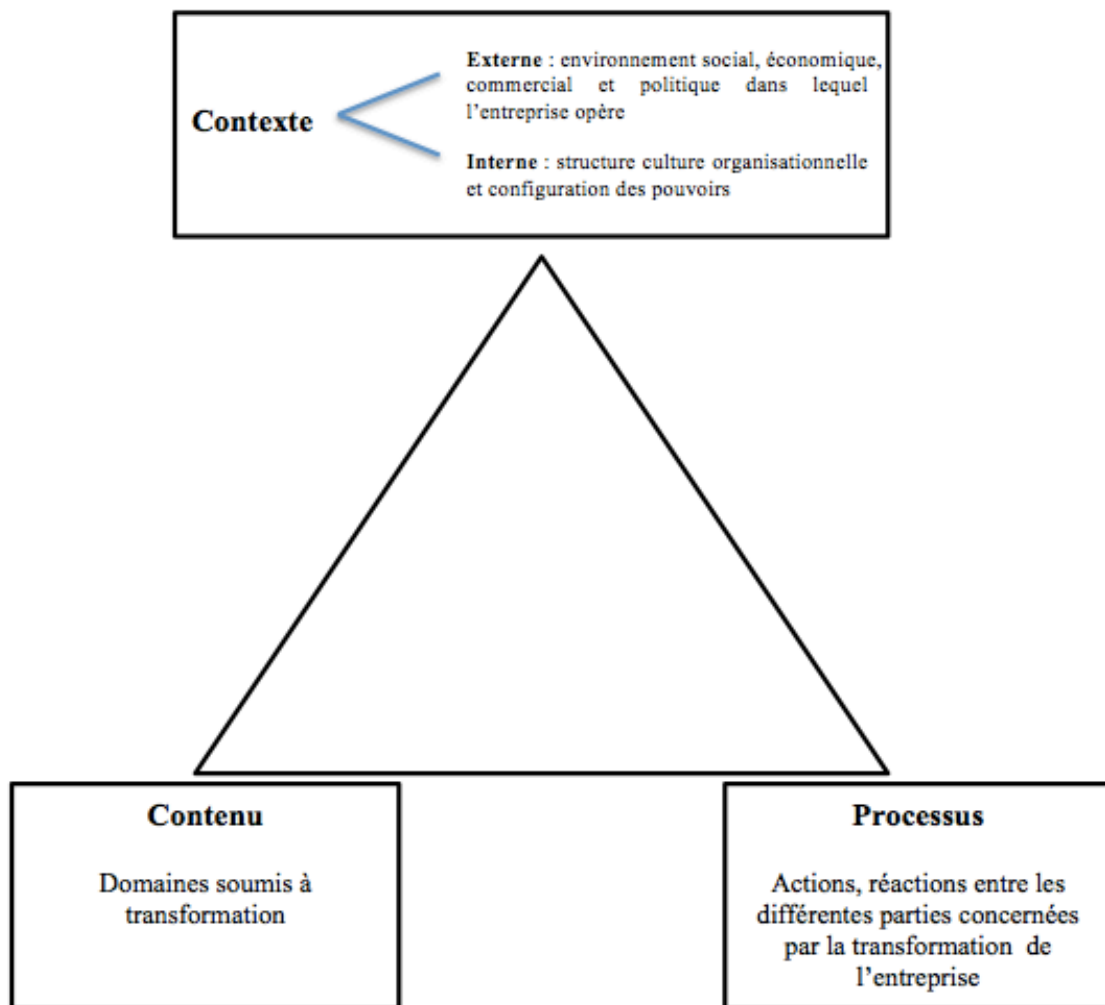 Contexte
Externe : environnement social, économique,
commercial et politique dans lequel
l'entreprise opère
Interne : structure culture organisationnelle
et configuration des pouvoirs
Contenu
Domaines soumis à
transformation
Processus
Actions, réactions entre les
différentes parties concernées
par la transformation de
l'entreprise